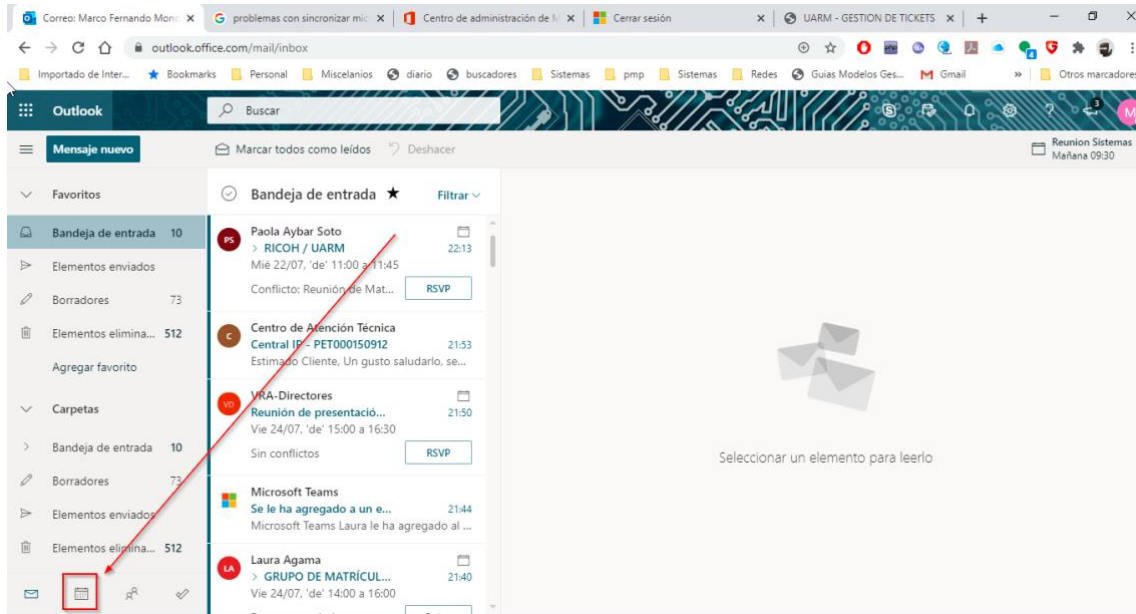 Correo: Marco Fernando Monc
problemas con sincronizar mic
Centro de administración de M
Cerrar sesión
UARM - GESTION DE TICKETS
outlook.office.com/mail/inbox
Importado de Inter...
Bookmarks
Personal
Miscelanios
diario
buscadores
Sistemas
pmp
Sistemas
Redes
Guias Modelos Ges...
Gmail
»
Otros marcadores
Outlook
Buscar
3
M
Mensaje nuevo
Marcar todos como leídos
Deshacer
Reunion Sistemas
Mañana 09:30
Favoritos
Bandeja de entrada 10
Elementos enviados
Borradores 73
Elementos elimina... 512
Agregar favorito
Carpetas
Bandeja de entrada 10
Borradores 73
Elementos enviados
Elementos elimina... 512
Bandeja de entrada ★ Filtrar
PS
Paola Aybar Soto
> RICOH / UARM 22:13
Mié 22/07, 'de' 11:00 a 11:45
Conflicto: Reunión de Mat... RSVP
C
Centro de Atención Técnica
Central IP - PET000150912 21:53
Estimado Cliente, Un gusto saludarlo, se...
VD
VRA-Directores
Reunión de presentació... 21:50
Vie 24/07, 'de' 15:00 a 16:30
Sin conflictos RSVP
Microsoft Teams
Se le ha agregado a un e... 21:44
Microsoft Teams Laura le ha agregado al ...
LA
Laura Agama
> GRUPO DE MATRÍCUL... 21:40
Vie 24/07, 'de' 14:00 a 16:00
Seleccionar un elemento para leerlo